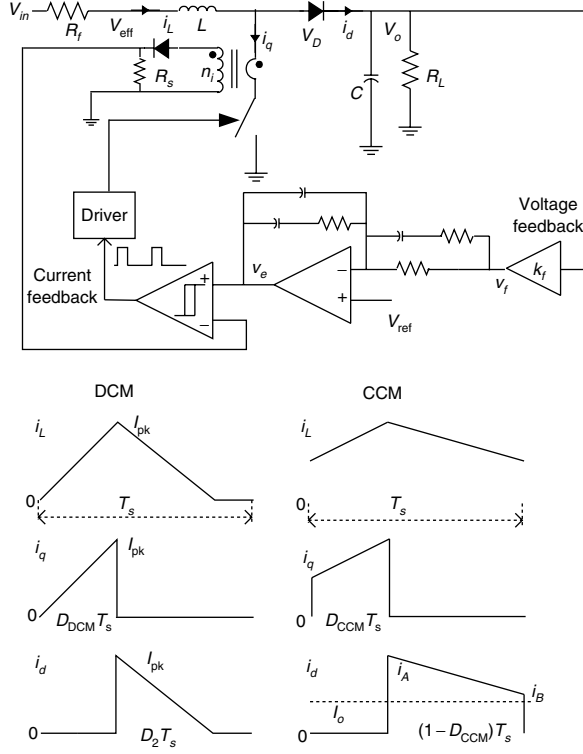 V_in R_f V_eff i_L L i_q V_D i_d V_o
R_s n_i C R_L
Driver
Voltage
feedback
Current
feedback
+
−
v_e
−
+
V_ref
v_f k_f
DCM CCM
i_L I_pk i_L
0 T_s 0 T_s
i_q I_pk i_q
0 D_DCM T_s 0 D_CCM T_s
i_d I_pk i_d i_A i_B
I_o
0 D_2 T_s 0 (1−D_CCM)T_s